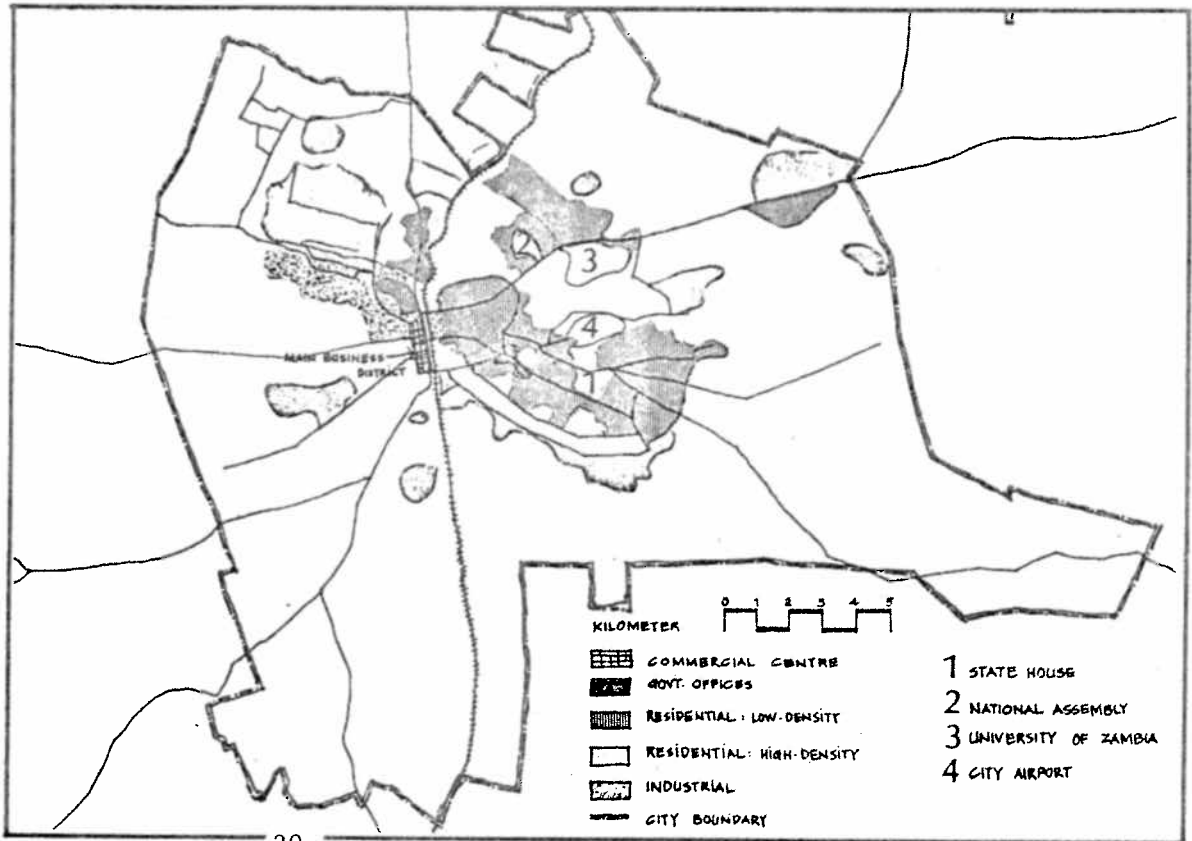 2
3
4
1
MAIN BUSINESS
DISTRICT
0 1 2 3 4 5
KILOMETER
COMMERCIAL CENTRE
GOVT. OFFICES
RESIDENTIAL: LOW-DENSITY
RESIDENTIAL: HIGH-DENSITY
INDUSTRIAL
CITY BOUNDARY
1 STATE HOUSE
2 NATIONAL ASSEMBLY
3 UNIVERSITY OF ZAMBIA
4 CITY AIRPORT